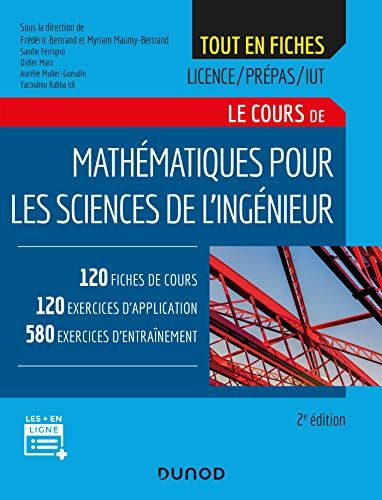 Sous la direction de
Frédéric Bertrand et Myriam Maumy-Bertrand
Sandie Ferrigno
Didier Marx
Aurélie Muller-Gueudin
Yacoubou Rabba Idi
TOUT EN FICHES
LICENCE/PRÉPAS/IUT
LE COURS DE
MATHÉMATIQUES POUR
LES SCIENCES DE L'INGÉNIEUR
120 FICHES DE COURS
120 EXERCICES D'APPLICATION
580 EXERCICES D'ENTRAÎNEMENT
LES + EN
LIGNE
2e édition
DUNOD